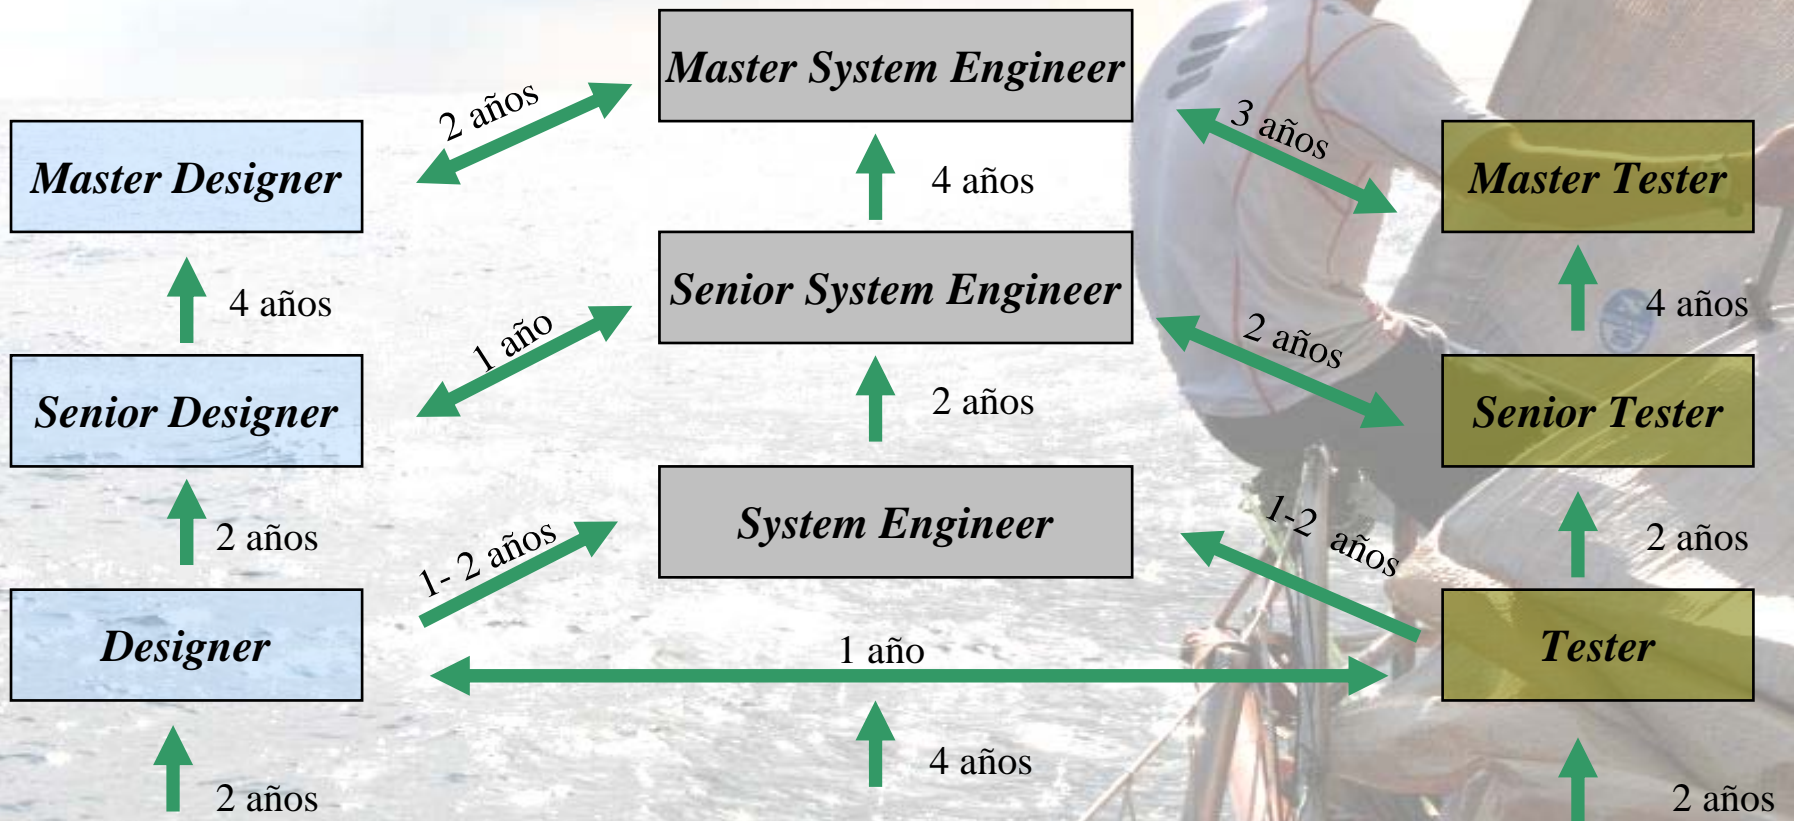 Master System Engineer
2 años
3 años
Master Designer
4 años
Master Tester
Senior System Engineer
4 años
1 año
2 años
4 años
Senior Designer
2 años
Senior Tester
System Engineer
2 años
1- 2 años
1-2 años
2 años
Designer
1 año
Tester
2 años
4 años
2 años